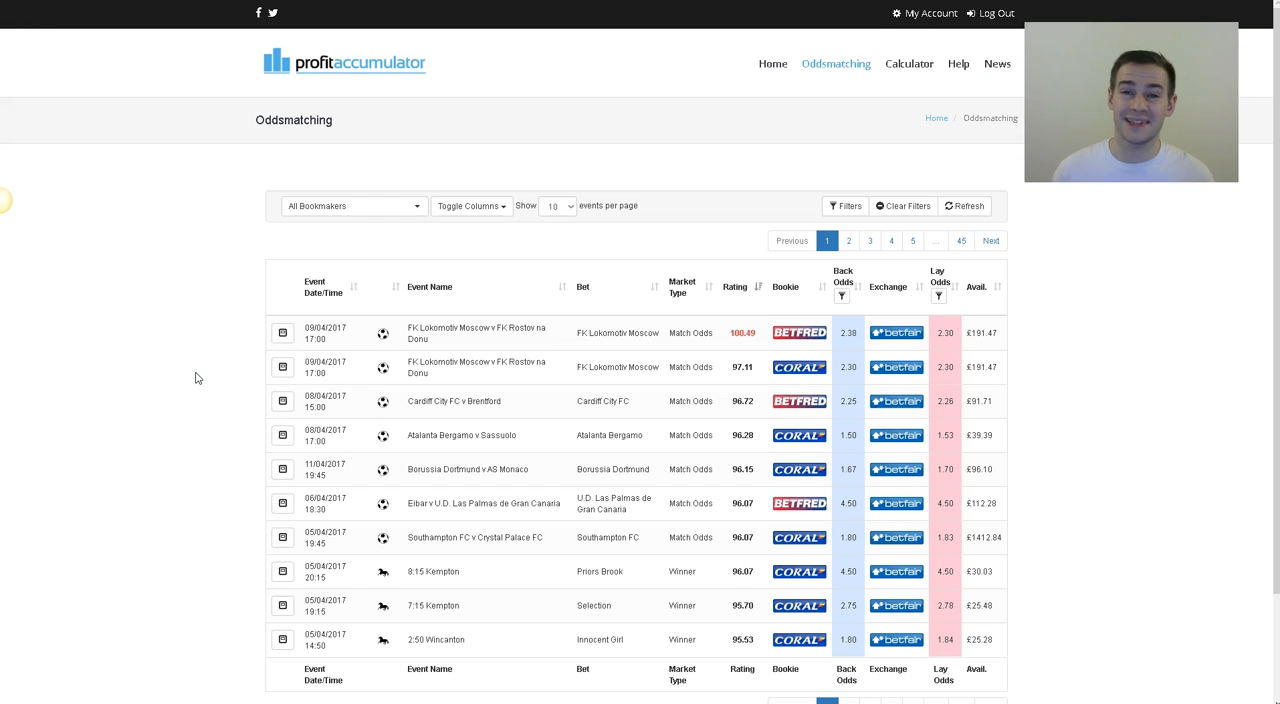 My Account Log Out
profitaccumulator
Home Oddsmatching Calculator Help News
Oddsmatching
Home / Oddsmatching
All Bookmakers Toggle Columns Show 10 events per page Filters Clear Filters Refresh
Previous 1 2 3 4 5 ... 45 Next
Event Date/Time Event Name Bet Market Type Rating Bookie Back Odds Exchange Lay Odds Avail.
09/04/2017 17:00 FK Lokomotiv Moscow v FK Rostov na Donu FK Lokomotiv Moscow Match Odds 100.49 BETFRED 2.38 betfair 2.30 £191.47
09/04/2017 17:00 FK Lokomotiv Moscow v FK Rostov na Donu FK Lokomotiv Moscow Match Odds 97.11 CORAL 2.30 betfair 2.30 £191.47
08/04/2017 15:00 Cardiff City FC v Brentford Cardiff City FC Match Odds 96.72 BETFRED 2.25 betfair 2.26 £91.71
08/04/2017 17:00 Atalanta Bergamo v Sassuolo Atalanta Bergamo Match Odds 96.28 CORAL 1.50 betfair 1.53 £39.39
11/04/2017 19:45 Borussia Dortmund v AS Monaco Borussia Dortmund Match Odds 96.15 CORAL 1.67 betfair 1.70 £96.10
06/04/2017 18:30 Eibar v U.D. Las Palmas de Gran Canaria U.D. Las Palmas de Gran Canaria Match Odds 96.07 BETFRED 4.50 betfair 4.50 £112.28
05/04/2017 19:45 Southampton FC v Crystal Palace FC Southampton FC Match Odds 96.07 CORAL 1.80 betfair 1.83 £1412.84
05/04/2017 20:15 8:15 Kempton Priors Brook Winner 96.07 CORAL 4.50 betfair 4.50 £30.03
05/04/2017 19:15 7:15 Kempton Selection Winner 95.70 CORAL 2.75 betfair 2.78 £25.48
05/04/2017 14:50 2:50 Wincanton Innocent Girl Winner 95.53 CORAL 1.80 betfair 1.84 £25.28
Event Date/Time Event Name Bet Market Type Rating Bookie Back Odds Exchange Lay Odds Avail.